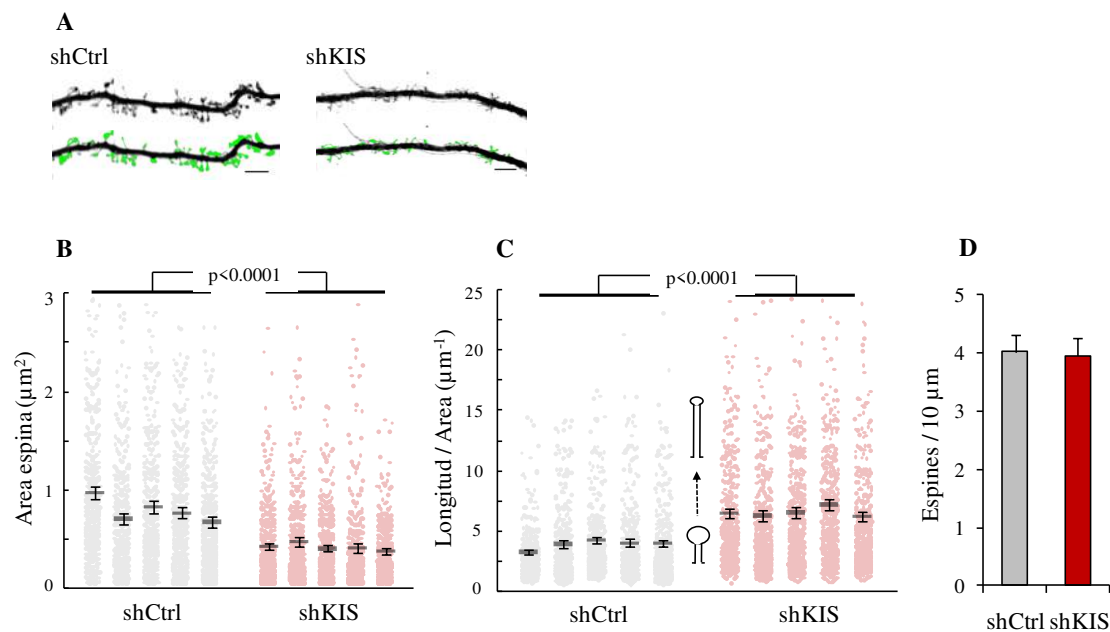 A
shCtrl
shKIS
B
p<0.0001
Area espina (µm²)
3
2
1
0
shCtrl
shKIS
C
p<0.0001
Longitud / Area (µm⁻¹)
25
20
15
10
5
0
shCtrl
shKIS
D
Espines / 10 µm
5
4
3
2
1
0
shCtrl shKIS